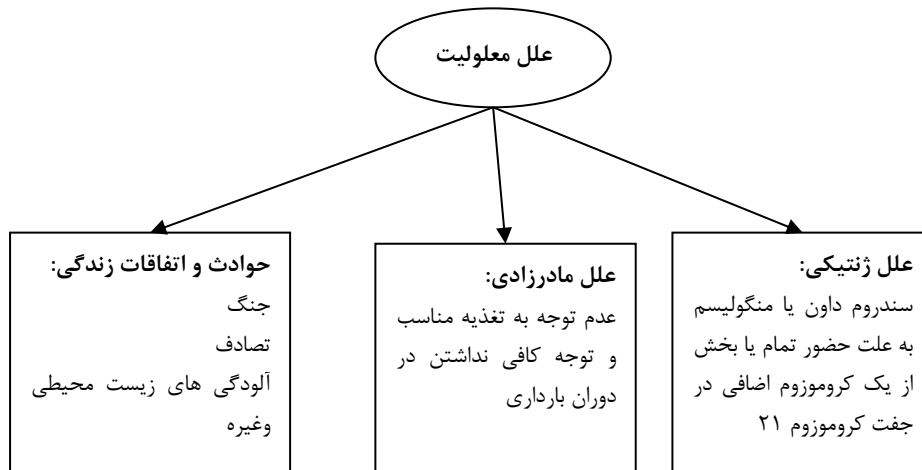 علل معلولیت
علل ژنتیکی:
سندروم داون یا منگولیسم
به علت حضور تمام یا بخش
از یک کروموزوم اضافی در
جفت کروموزوم ۲۱
علل مادرزادی:
عدم توجه به تغذیه مناسب
و توجه کافی نداشتن در
دوران بارداری
حوادث و اتفاقات زندگی:
جنگ
تصادف
آلودگی های زیست محیطی
وغیره